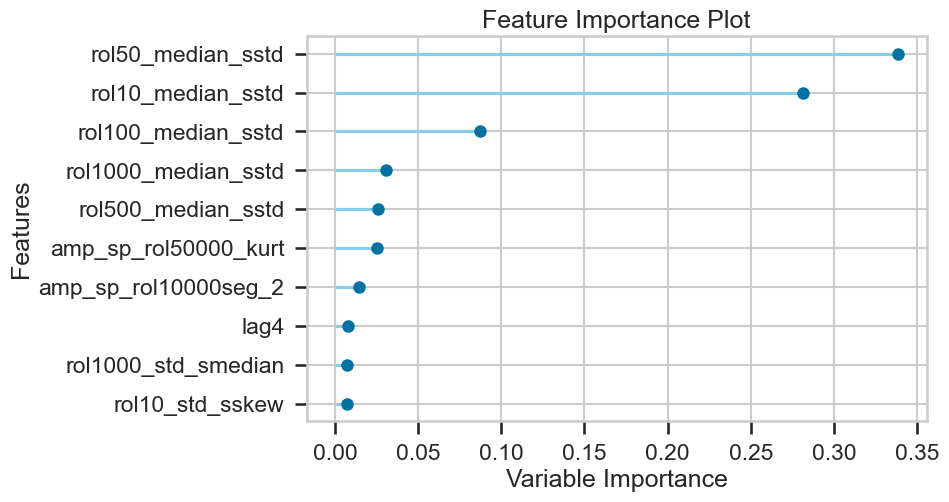 Feature Importance Plot
Features
rol50_median_sstd
rol10_median_sstd
rol100_median_sstd
rol1000_median_sstd
rol500_median_sstd
amp_sp_rol50000_kurt
amp_sp_rol10000seg_2
lag4
rol1000_std_smedian
rol10_std_sskew
0.00 0.05 0.10 0.15 0.20 0.25 0.30 0.35
Variable Importance